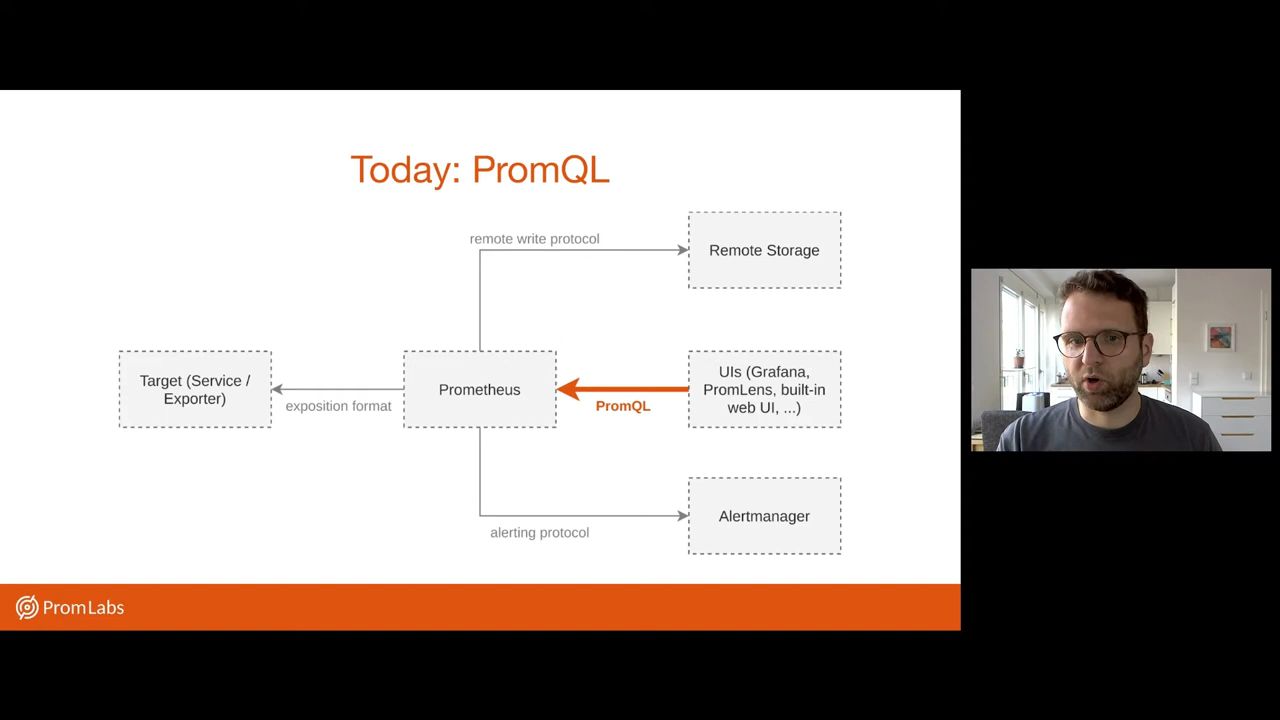 Today: PromQL
remote write protocol
Remote Storage
Target (Service /
Exporter)
exposition format
Prometheus
PromQL
UIs (Grafana,
PromLens, built-in
web UI, ...)
alerting protocol
Alertmanager
PromLabs